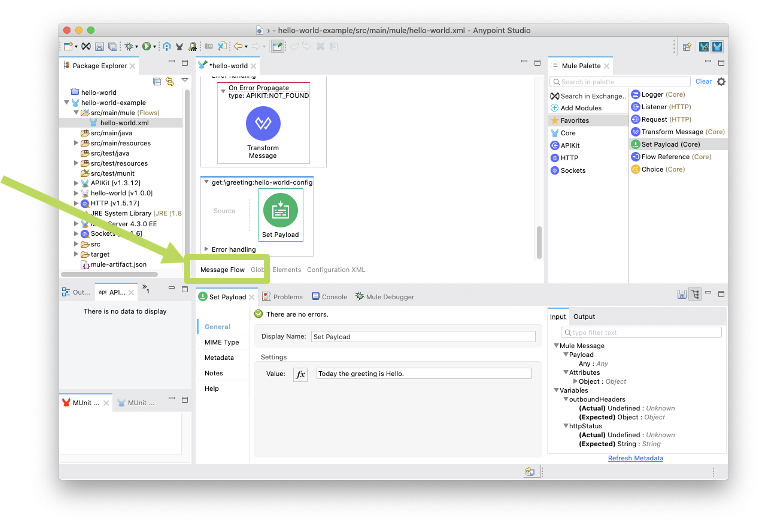 - hello-world-example/src/main/mule/hello-world.xml - Anypoint Studio
Package Explorer
hello-world
hello-world-example
src/main/mule (Flows)
hello-world.xml
src/main/java
src/main/resources
src/test/java
src/test/resources
src/test/munit
APIKit [v1.3.12]
hello-world [v1.0.0]
HTTP [v1.5.17]
JRE System Library [JRE [1.8
Server 4.3.0 EE
Sockets
src
target
mule-artifact.json
*hello-world
Error handling
On Error Propagate
type: APIKIT:NOT_FOUND
Transform
Message
get:\greeting:hello-world-config
Source
Set Payload
Error handling
Message Flow
Global Elements
Configuration XML
Mule Palette
Search in palette
Clear
Search in Exchange..
Add Modules
Favorites
Core
APIKit
HTTP
Sockets
Logger (Core)
Listener (HTTP)
Request (HTTP)
Transform Message (Core)
Set Payload (Core)
Flow Reference (Core)
Choice (Core)
Out...
api API...
1
There is no data to display
MUnit ...
MUnit ...
Set Payload
Problems
Console
Mule Debugger
There are no errors.
General
MIME Type
Metadata
Notes
Help
Display Name:
Set Payload
Settings
Value:
fx
Today the greeting is Hello.
Input
Output
type filter text
Mule Message
Payload
Any : Any
Attributes
Object : Object
Variables
outboundHeaders
(Actual) Undefined : Unknown
(Expected) Object : Object
httpStatus
(Actual) Undefined : Unknown
(Expected) String : String
Refresh Metadata